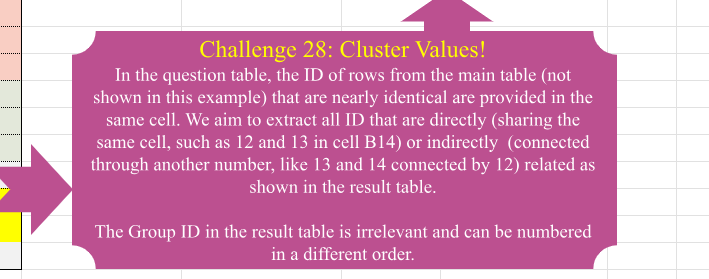 Challenge 28: Cluster Values!
In the question table, the ID of rows from the main table (not
shown in this example) that are nearly identical are provided in the
same cell. We aim to extract all ID that are directly (sharing the
same cell, such as 12 and 13 in cell B14) or indirectly  (connected
through another number, like 13 and 14 connected by 12) related as
shown in the result table.
The Group ID in the result table is irrelevant and can be numbered
in a different order.